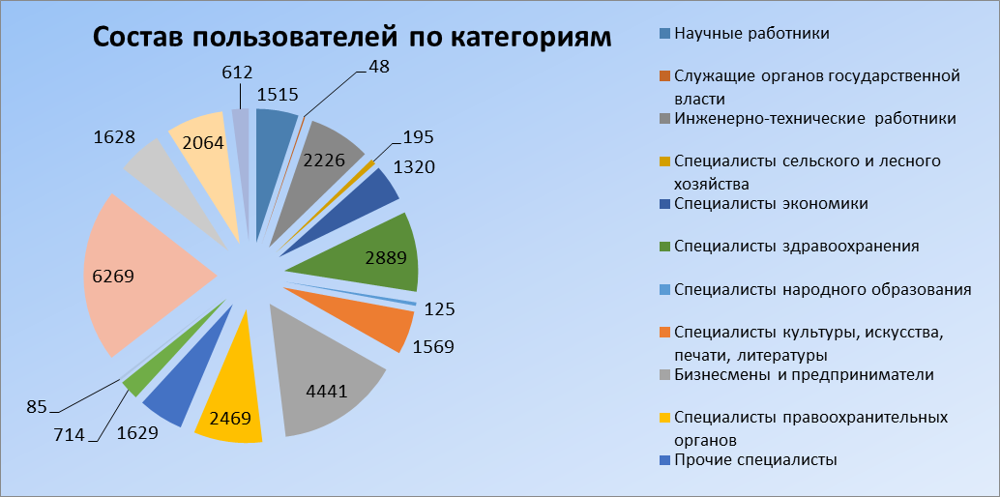 Состав пользователей по категориям
612
1515
48
2226
195
1320
2889
125
1569
4441
2469
1629
714
85
6269
1628
2064
Научные работники
Служащие органов государственной
власти
Инженерно-технические работники
Специалисты сельского и лесного
хозяйства
Специалисты экономики
Специалисты здравоохранения
Специалисты народного образования
Специалисты культуры, искусства,
печати, литературы
Бизнесмены и предприниматели
Специалисты правоохранительных
органов
Прочие специалисты